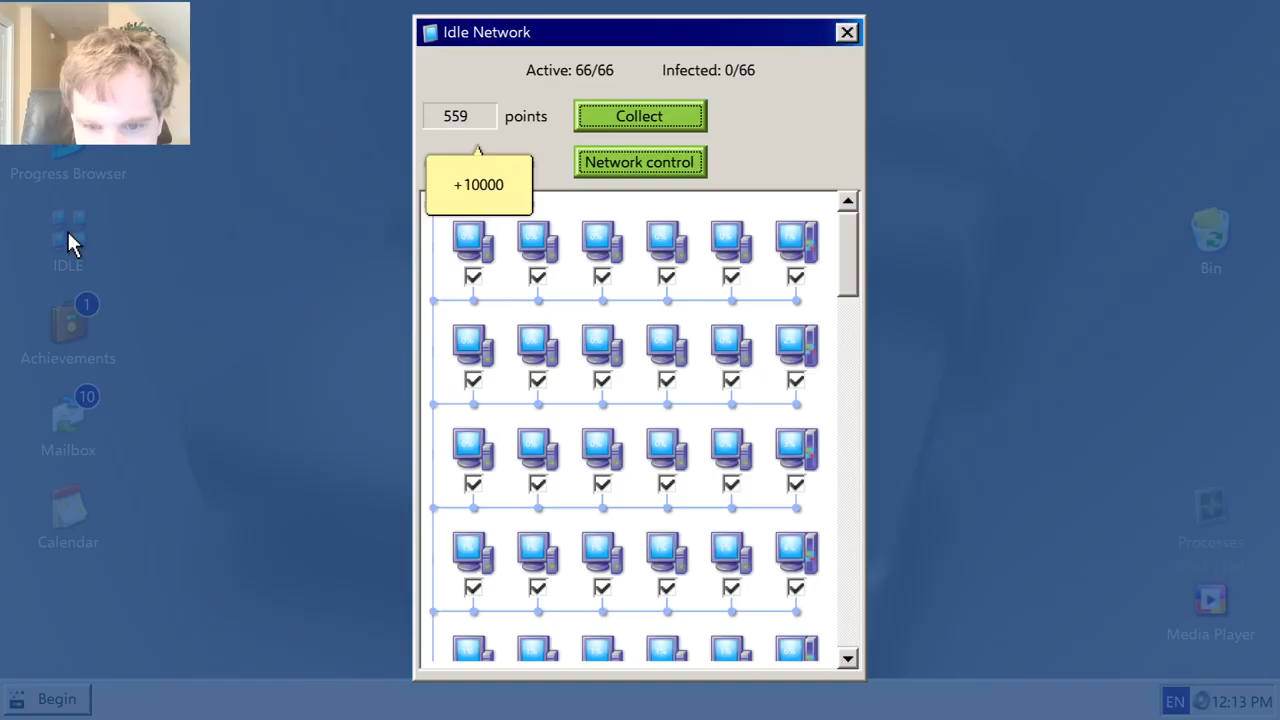 Idle Network
Active: 66/66 Infected: 0/66
559 points Collect
Network control
+10000
Progress Browser
IDLE
1
Achievements
10
Mailbox
Calendar
Bin
Processes
Media Player
Begin
EN 12:13 PM